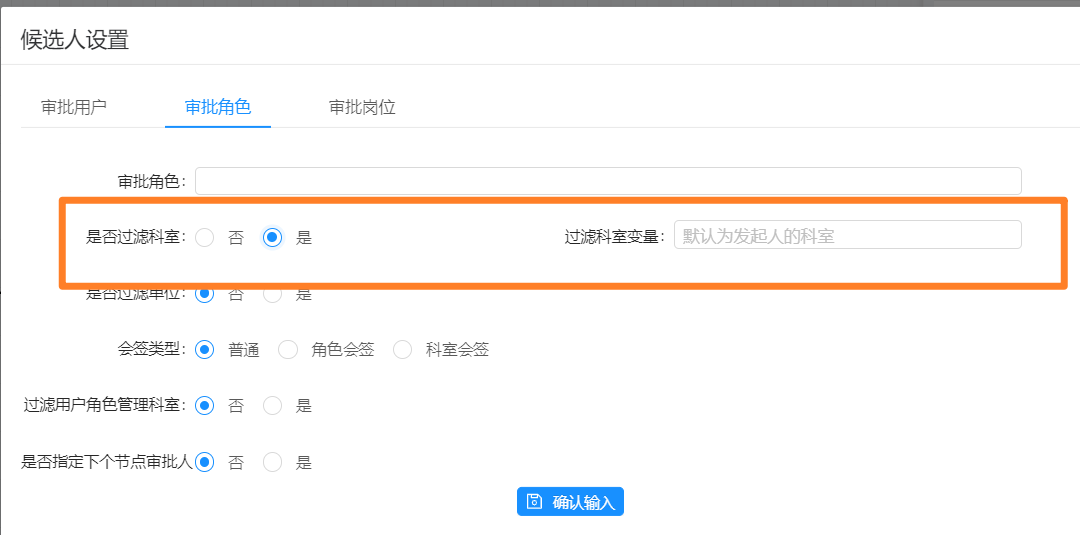 候选人设置
审批用户 审批角色 审批岗位
审批角色：
是否过滤科室： 否 是 过滤科室变量： 默认为发起人的科室
是否过滤单位： 否 是
会签类型： 普通 角色会签 科室会签
过滤用户角色管理科室： 否 是
是否指定下个节点审批人 否 是
确认输入